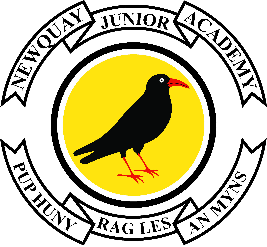 NEWQUAY JUNIOR ACADEMY
PUP HUNY RAG LES AN MYNS